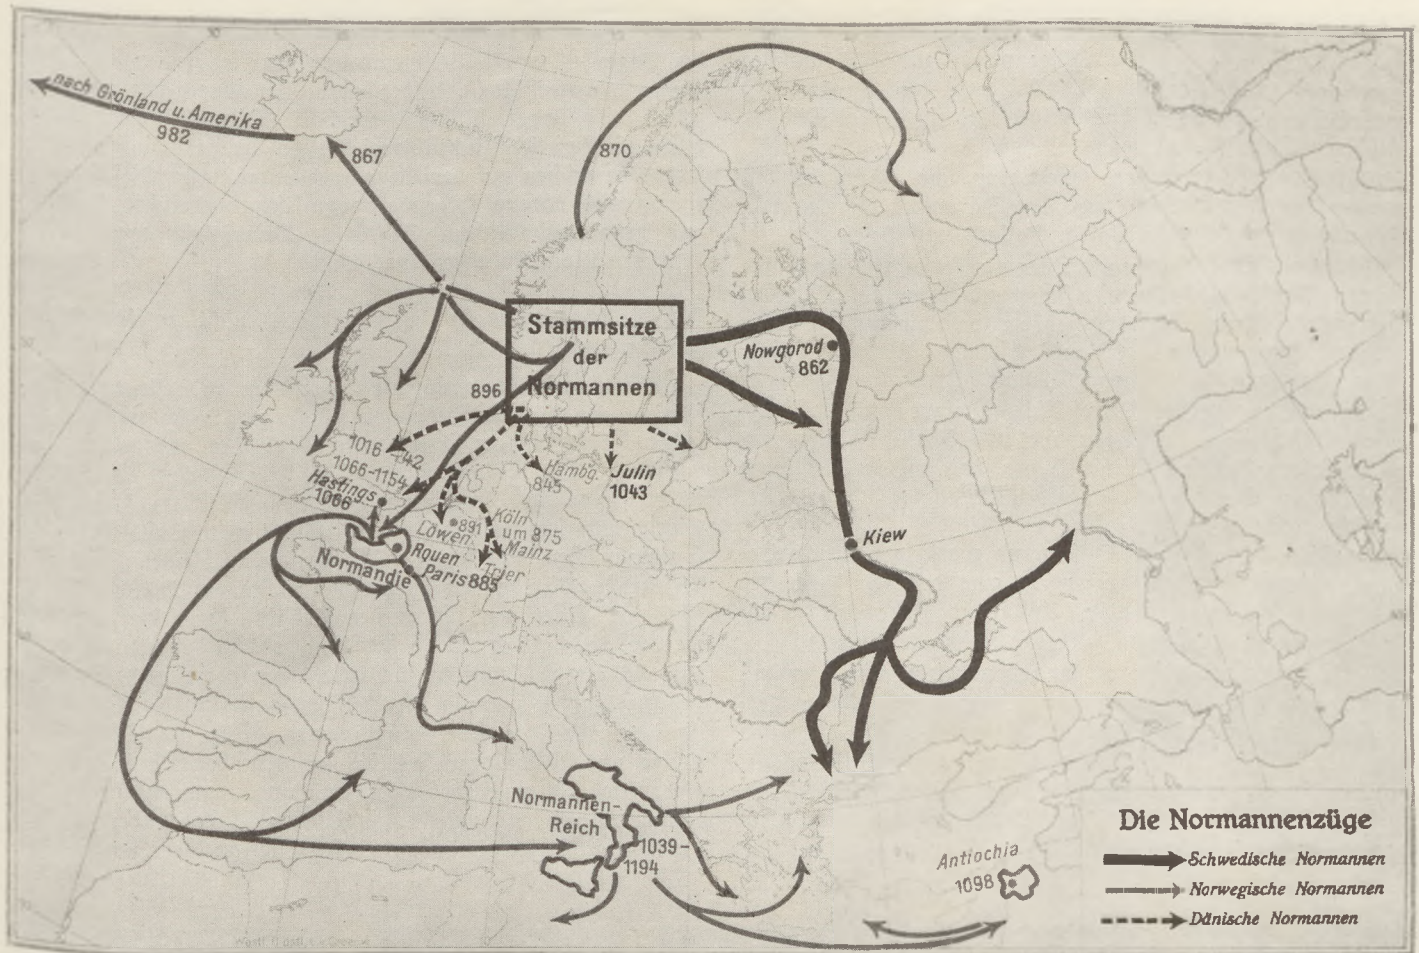 nach Grönland u. Amerika
982
867
870
Stammsitze
der
Normannen
896
Nowgorod
862
1016 - 42
1066-1154
Hastings
1066
Hambg.
845
Julin
1043
Löwen
891
Köln
um 875
Mainz
Trier
Rouen
Paris 885
Normandie
Kiew
Normannen-
Reich
1039-
1194
Antiochia
1098
Die Normannenzüge
Schwedische Normannen
Norwegische Normannen
Dänische Normannen